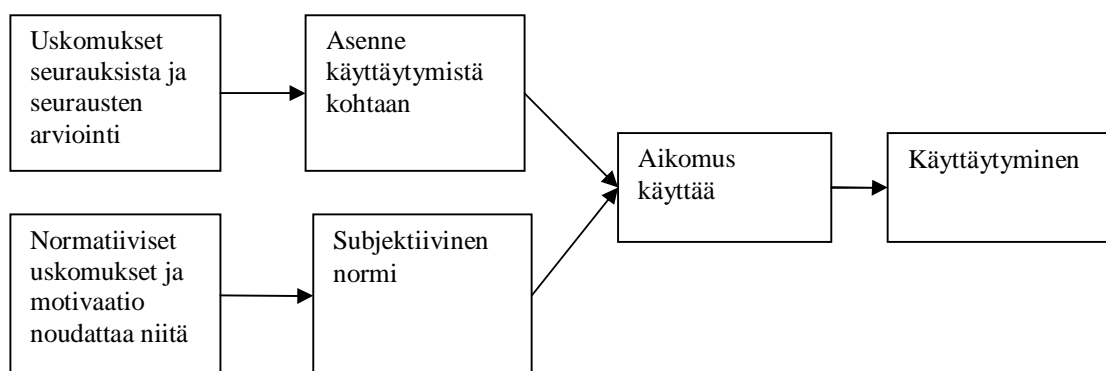 Uskomukset
seurauksista ja
seurausten
arviointi
Asenne
käyttäytymistä
kohtaan
Aikomus
käyttää
Käyttäytyminen
Normatiiviset
uskomukset ja
motivaatio
noudattaa niitä
Subjektiivinen
normi